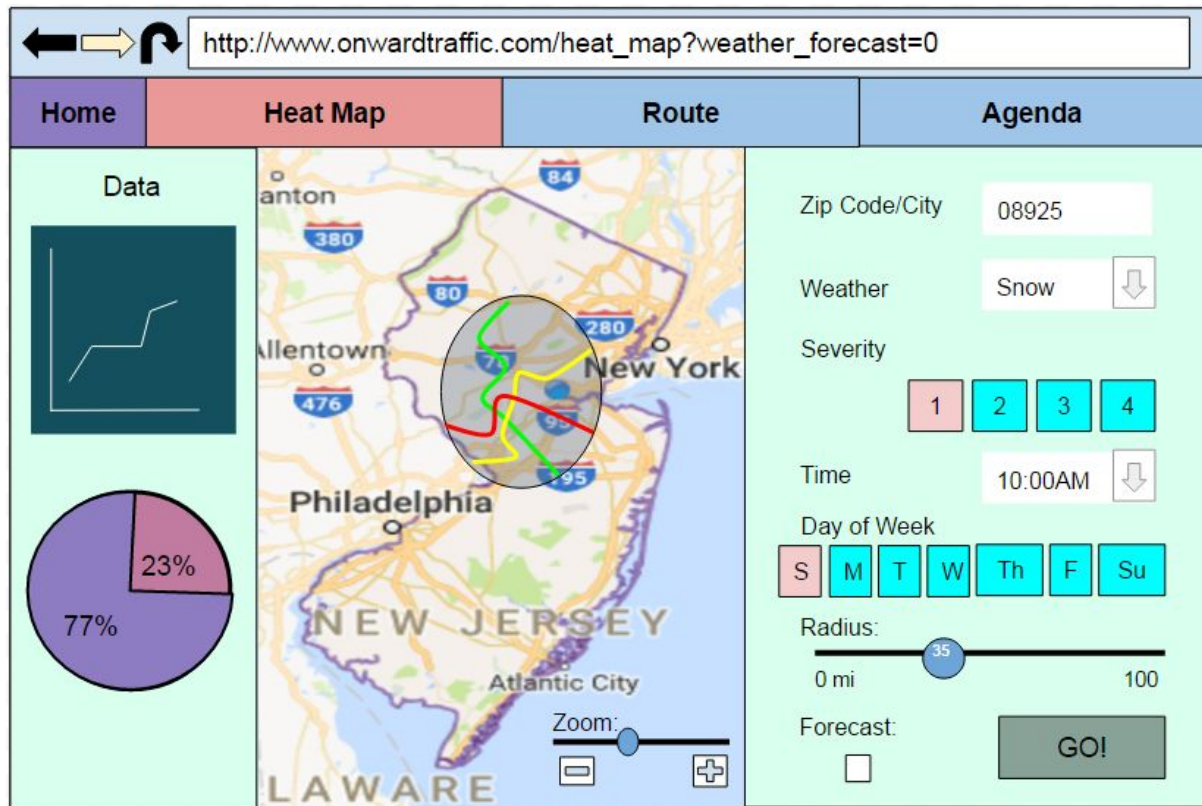 http://www.onwardtraffic.com/heat_map?weather_forecast=0
Home
Heat Map
Route
Agenda
Data
23%
77%
anton
84
380
80
280
Allentown
78
New York
476
95
195
Philadelphia
NEW JERSEY
Atlantic City
LAWARE
Zoom:
Zip Code/City
08925
Weather
Snow
Severity
1 2 3 4
Time
10:00AM
Day of Week
S M T W Th F Su
Radius:
35
0 mi
100
Forecast:
GO!